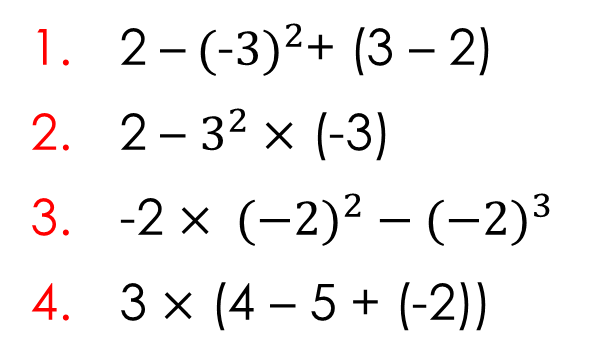 1. 2 – (-3)² + (3 – 2)
2. 2 – 3² × (-3)
3. -2 × (−2)² – (−2)³
4. 3 × (4 – 5 + (-2))